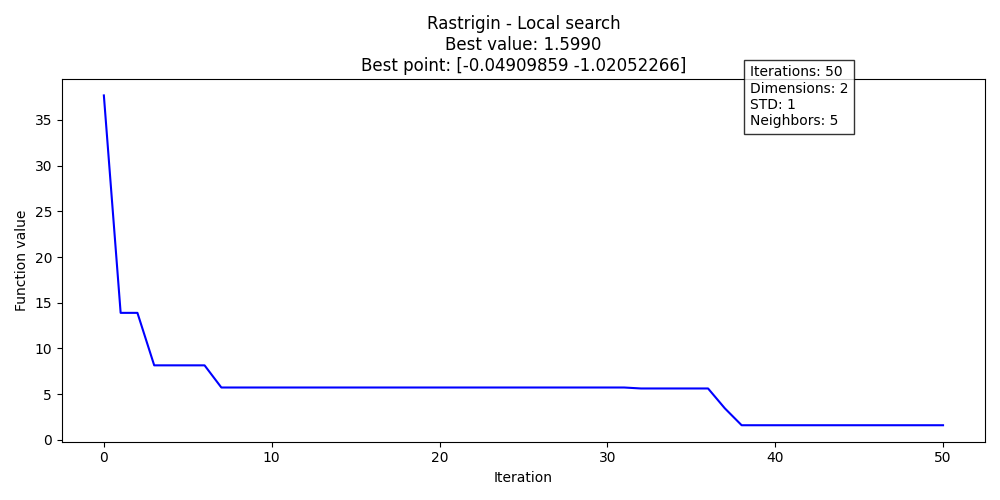 Rastrigin - Local search
Best value: 1.5990
Best point: [-0.04909859 -1.02052266]
Iterations: 50
Dimensions: 2
STD: 1
Neighbors: 5
35
30
25
20
15
10
5
0
Function value
0 10 20 30 40 50
Iteration